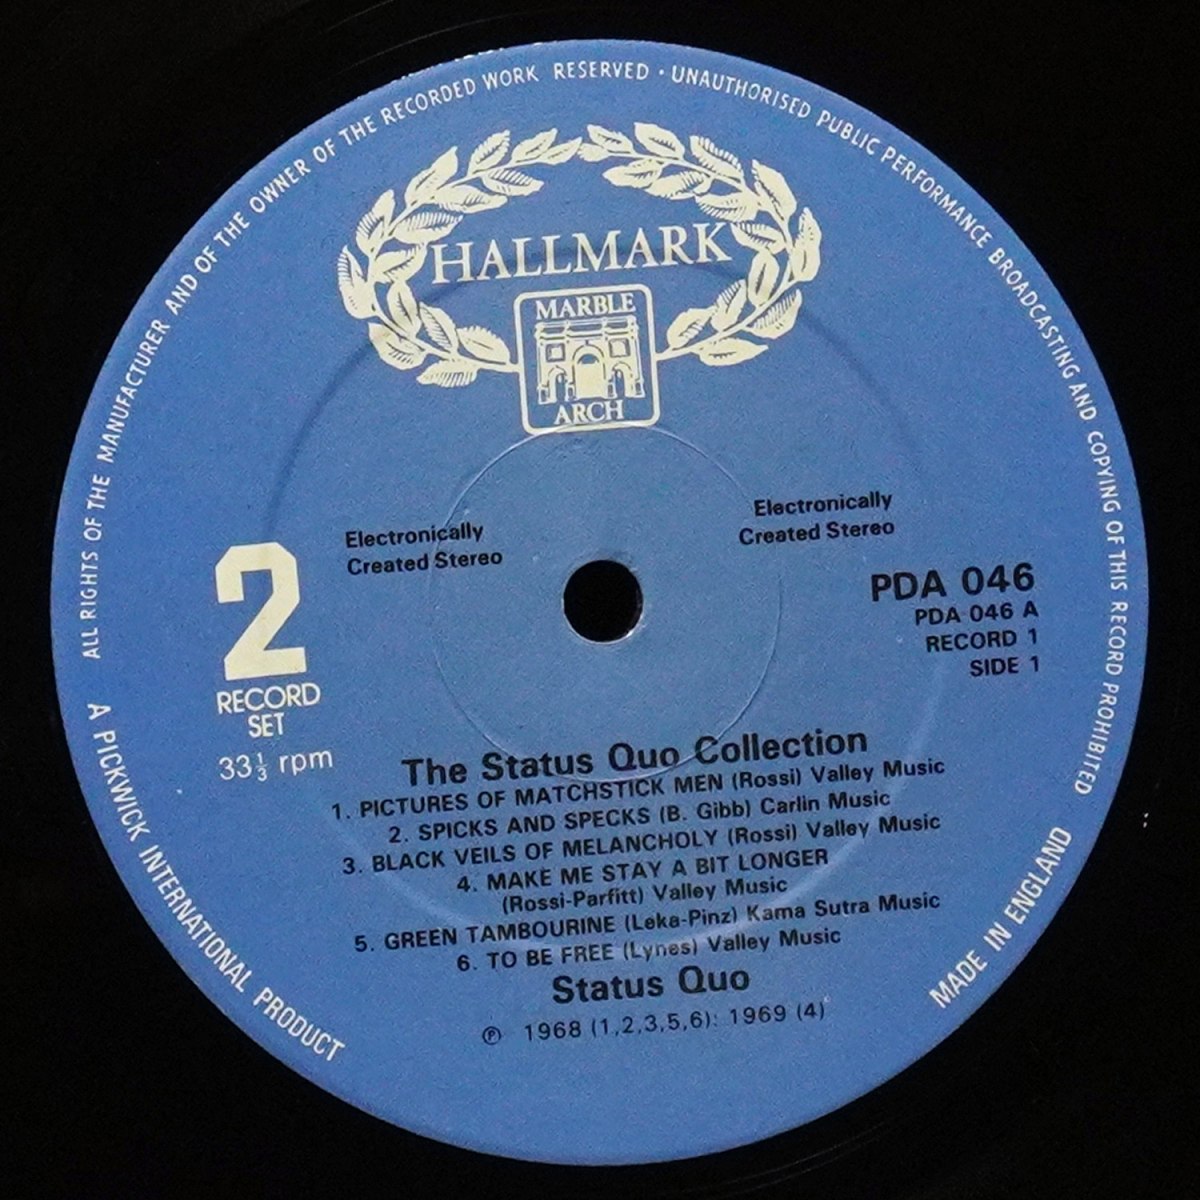 ALL RIGHTS OF THE MANUFACTURER AND OF THE OWNER OF THE RECORDED WORK RESERVED · UNAUTHORISED PUBLIC PERFORMANCE BROADCASTING AND COPYING OF THIS RECORD PROHIBITED
HALLMARK
MARBLE
ARCH
Electronically
Created Stereo
Electronically
Created Stereo
2
RECORD
SET
33⅓ rpm
PDA 046
PDA 046 A
RECORD 1
SIDE 1
The Status Quo Collection
1. PICTURES OF MATCHSTICK MEN (Rossi) Valley Music
2. SPICKS AND SPECKS (B. Gibb) Carlin Music
3. BLACK VEILS OF MELANCHOLY (Rossi) Valley Music
4. MAKE ME STAY A BIT LONGER
(Rossi-Parfitt) Valley Music
5. GREEN TAMBOURINE (Leka-Pinz) Kama Sutra Music
6. TO BE FREE (Lynes) Valley Music
Status Quo
℗ 1968 (1,2,3,5,6): 1969 (4)
A PICKWICK INTERNATIONAL PRODUCT
MADE IN ENGLAND